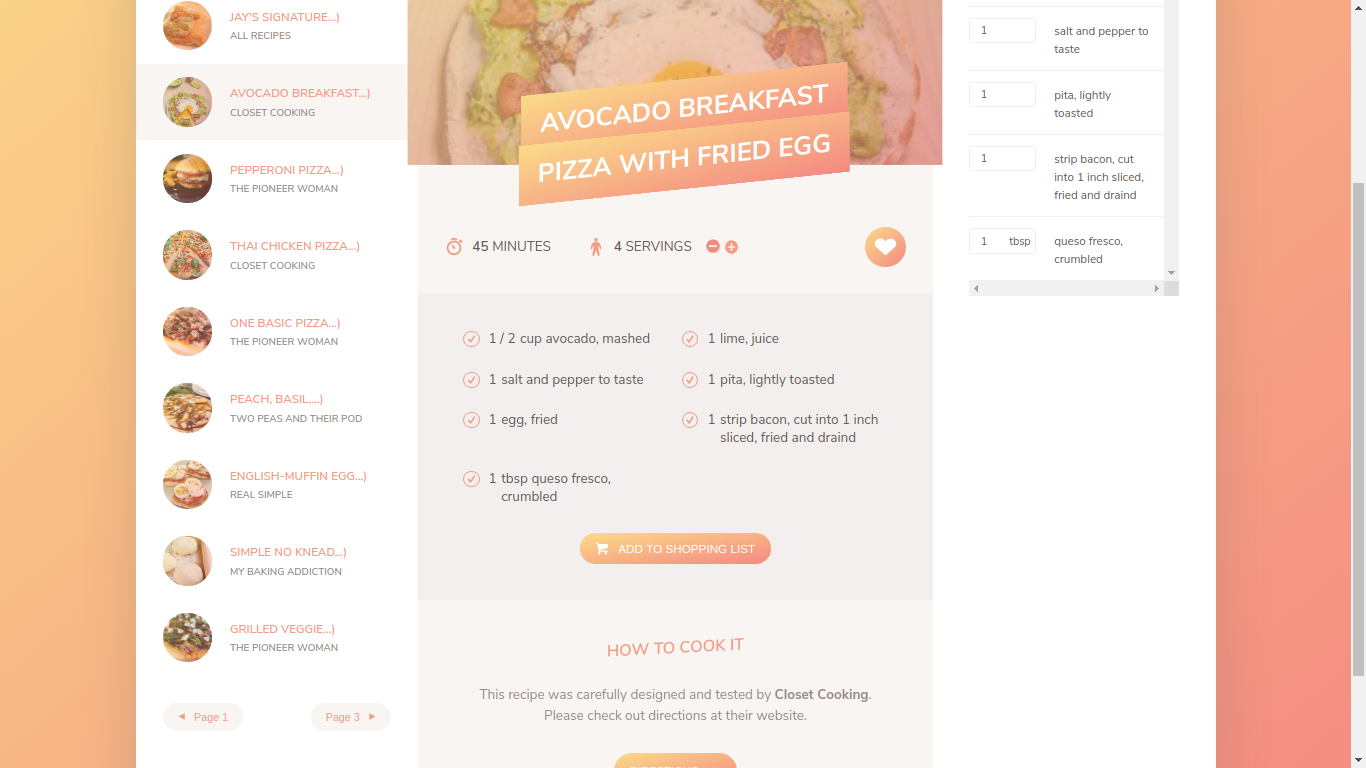 JAY'S SIGNATURE...)
ALL RECIPES
AVOCADO BREAKFAST...)
CLOSET COOKING
PEPPERONI PIZZA...)
THE PIONEER WOMAN
THAI CHICKEN PIZZA...)
CLOSET COOKING
ONE BASIC PIZZA...)
THE PIONEER WOMAN
PEACH, BASIL,...)
TWO PEAS AND THEIR POD
ENGLISH-MUFFIN EGG...)
REAL SIMPLE
SIMPLE NO KNEAD...)
MY BAKING ADDICTION
GRILLED VEGGIE...)
THE PIONEER WOMAN
Page 1
Page 3
AVOCADO BREAKFAST
PIZZA WITH FRIED EGG
45 MINUTES
4 SERVINGS
1 / 2 cup avocado, mashed
1 lime, juice
1 salt and pepper to taste
1 pita, lightly toasted
1 egg, fried
1 strip bacon, cut into 1 inch
sliced, fried and draind
1 tbsp queso fresco,
crumbled
ADD TO SHOPPING LIST
HOW TO COOK IT
This recipe was carefully designed and tested by Closet Cooking.
Please check out directions at their website.
1 salt and pepper to
taste
1 pita, lightly
toasted
1 strip bacon, cut
into 1 inch sliced,
fried and draind
1 tbsp queso fresco,
crumbled